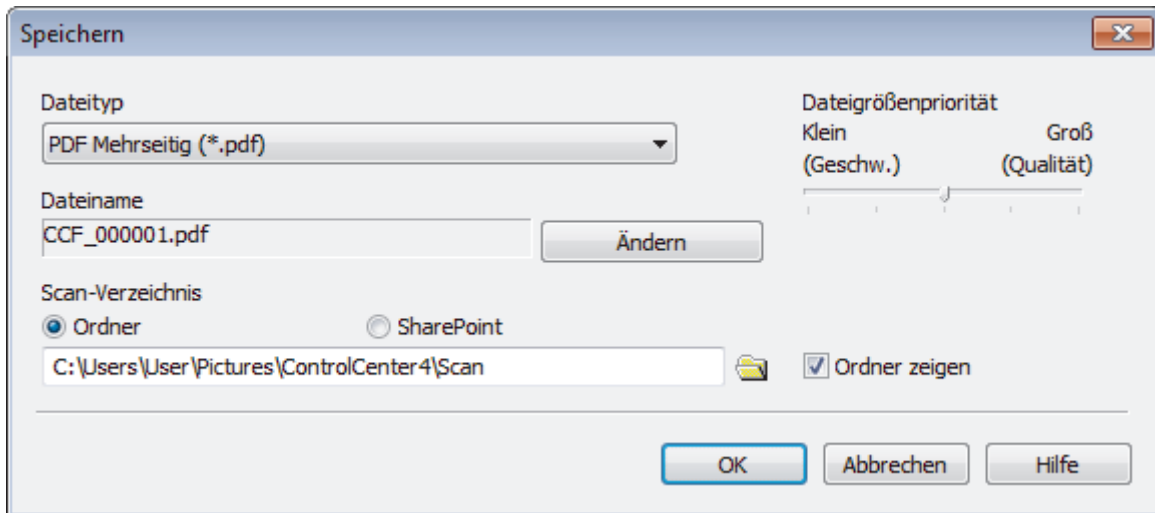 Speichern
Dateityp
PDF Mehrseitig (*.pdf)
Dateiname
CCF_000001.pdf
Ändern
Dateigrößenpriorität
Klein Groß
(Geschw.) (Qualität)
Scan-Verzeichnis
Ordner SharePoint
C:\Users\User\Pictures\ControlCenter4\Scan
Ordner zeigen
OK Abbrechen Hilfe